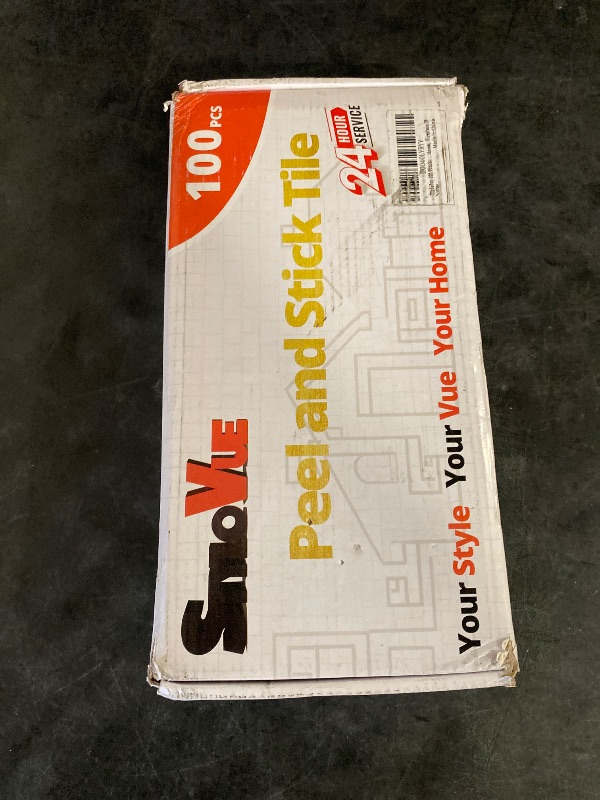 100 PCS
SMOVUE
Peel and Stick Tile
24 HOUR
SERVICE
Your Style Your Vue Your Home